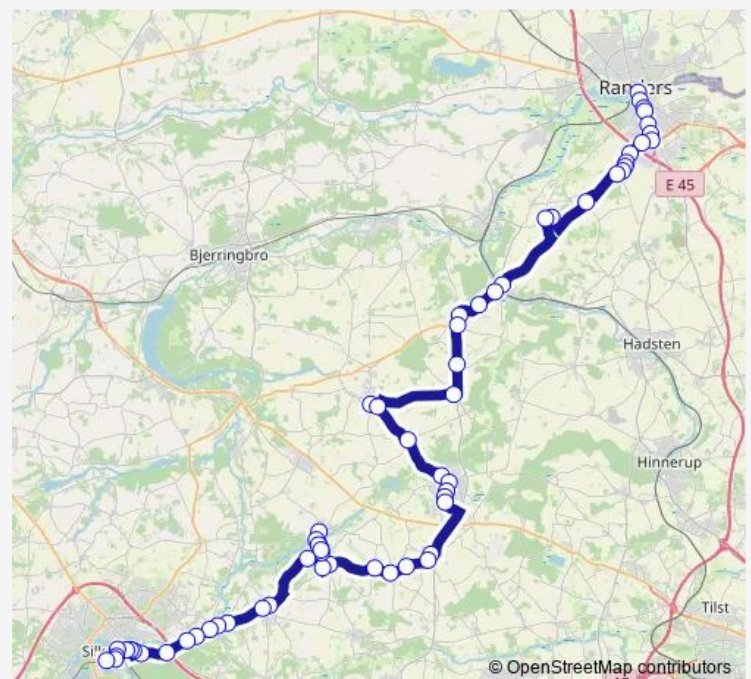 Randers
E 45
Bjerringbro
Hadsten
Hinnerup
Tilst
© OpenStreetMap contributors